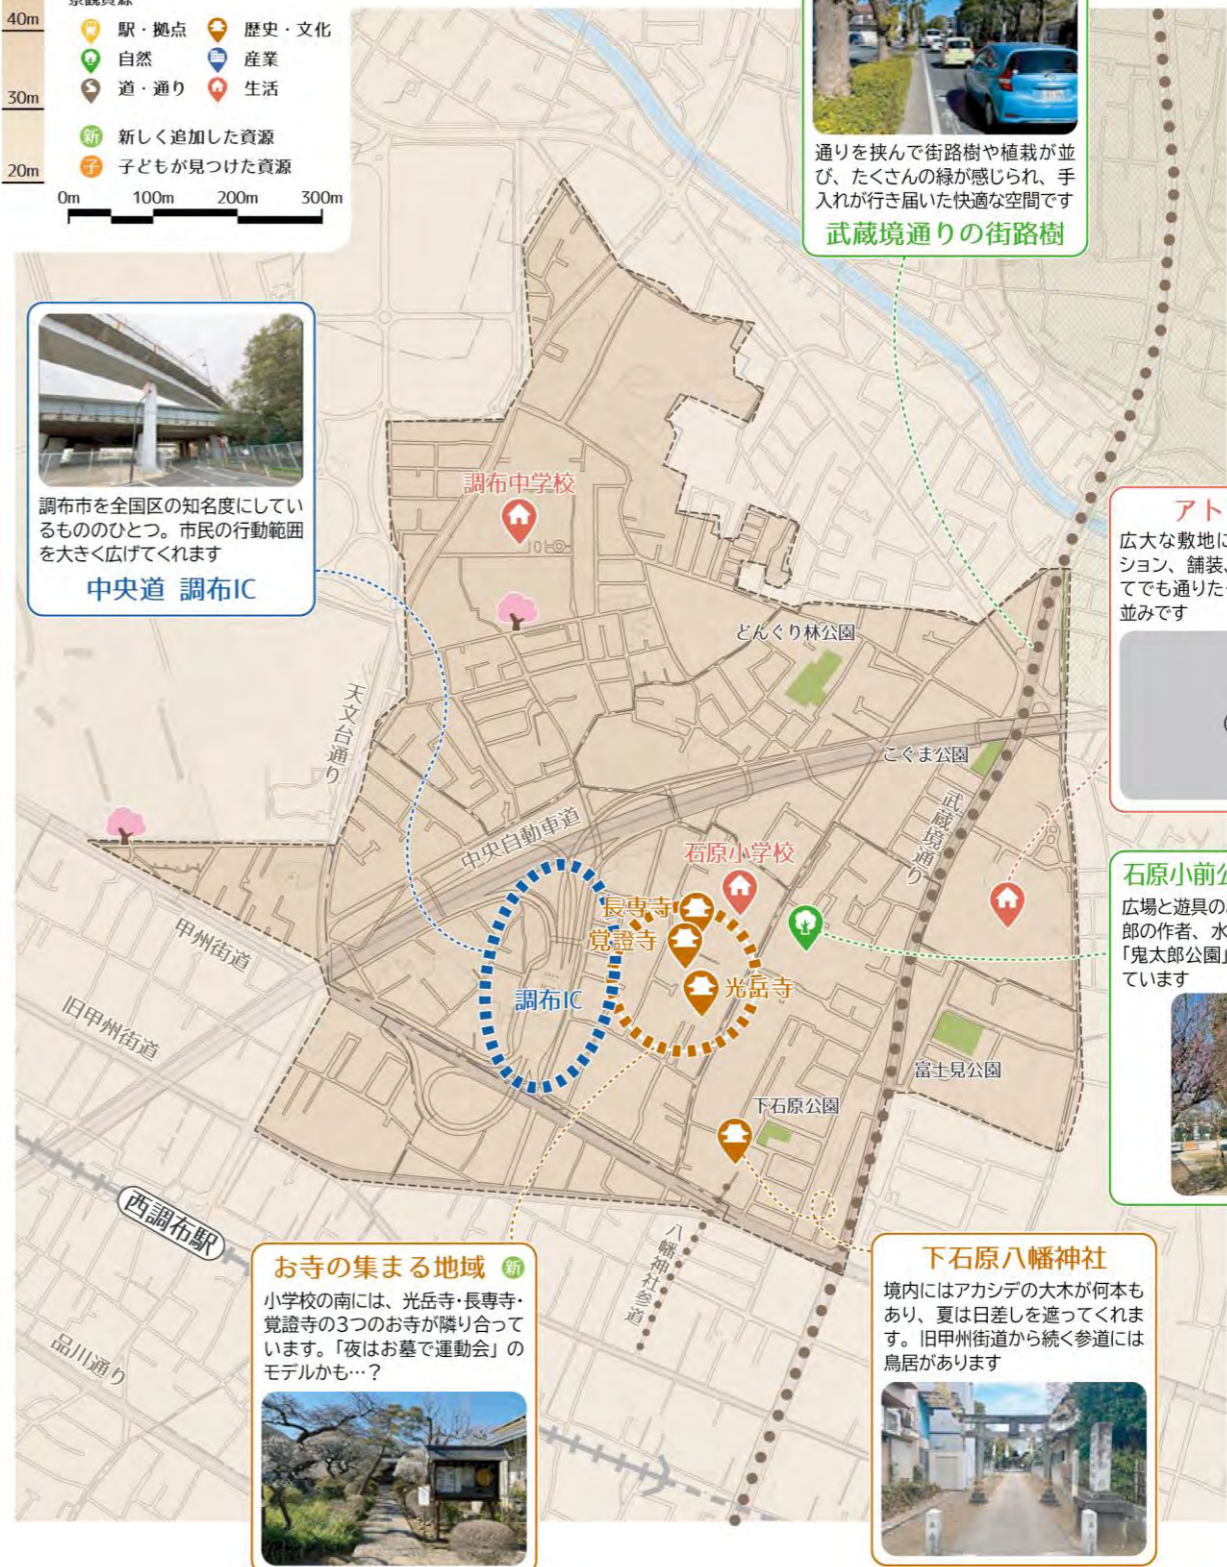 景観資源
40m
30m
20m
駅・拠点
歴史・文化
自然
産業
道・通り
生活
新 新しく追加した資源
子 子どもが見つけた資源
0m 100m 200m 300m
通りを挟んで街路樹や植栽が並
び、たくさんの緑が感じられ、手
入れが行き届いた快適な空間です
武蔵境通りの街路樹
調布市を全国区の知名度にしてい
るもののひとつ。市民の行動範囲
を大きく広げてくれます
中央道 調布IC
調布中学校
どんぐり林公園
天文台通り
こぐま公園
武蔵境通り
中央自動車道
石原小学校
長専寺
覚證寺
光岳寺
調布IC
甲州街道
旧甲州街道
富士見公園
下石原公園
西調布駅
八幡神社参道
品川通り
アト
広大な敷地に
ション、舗装、
てでも通りた
並みです
石原小前公
広場と遊具の
郎の作者、水
「鬼太郎公園」
ています
お寺の集まる地域 新
小学校の南には、光岳寺・長専寺・
覚證寺の3つのお寺が隣り合って
います。「夜はお墓で運動会」の
モデルかも…?
下石原八幡神社
境内にはアカシデの大木が何本も
あり、夏は日差しを遮ってくれま
す。旧甲州街道から続く参道には
鳥居があります